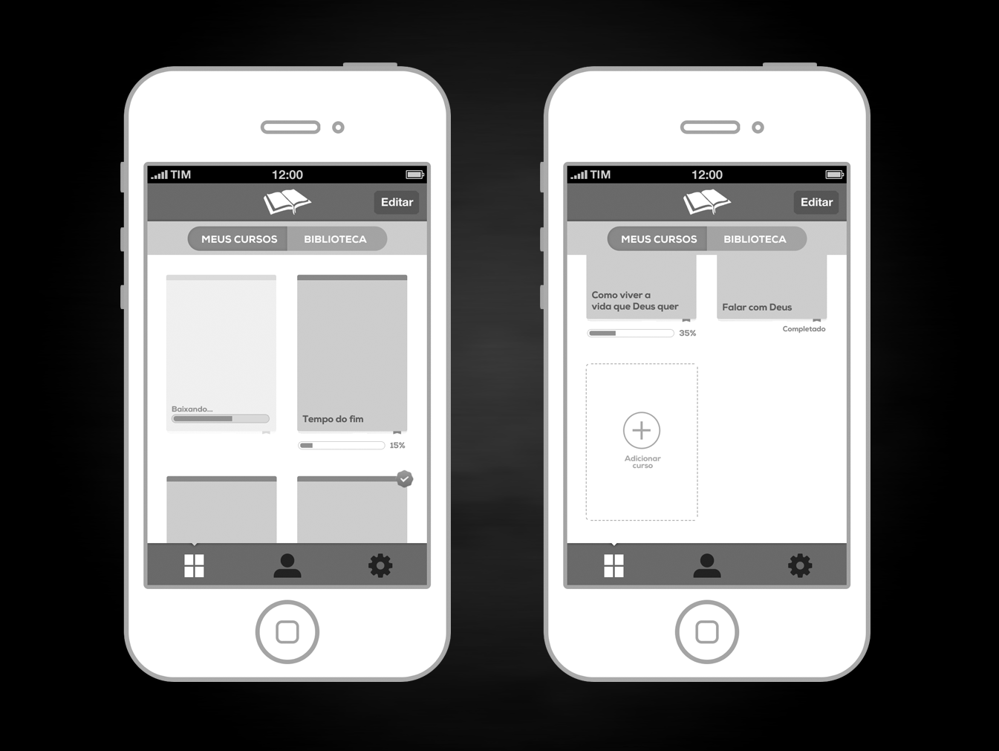 TIM
12:00
Editar
MEUS CURSOS
BIBLIOTECA
Baixando...
Tempo do fim
15%
TIM
12:00
Editar
MEUS CURSOS
BIBLIOTECA
Como viver a
vida que Deus quer
35%
Falar com Deus
Completado
Adicionar
curso